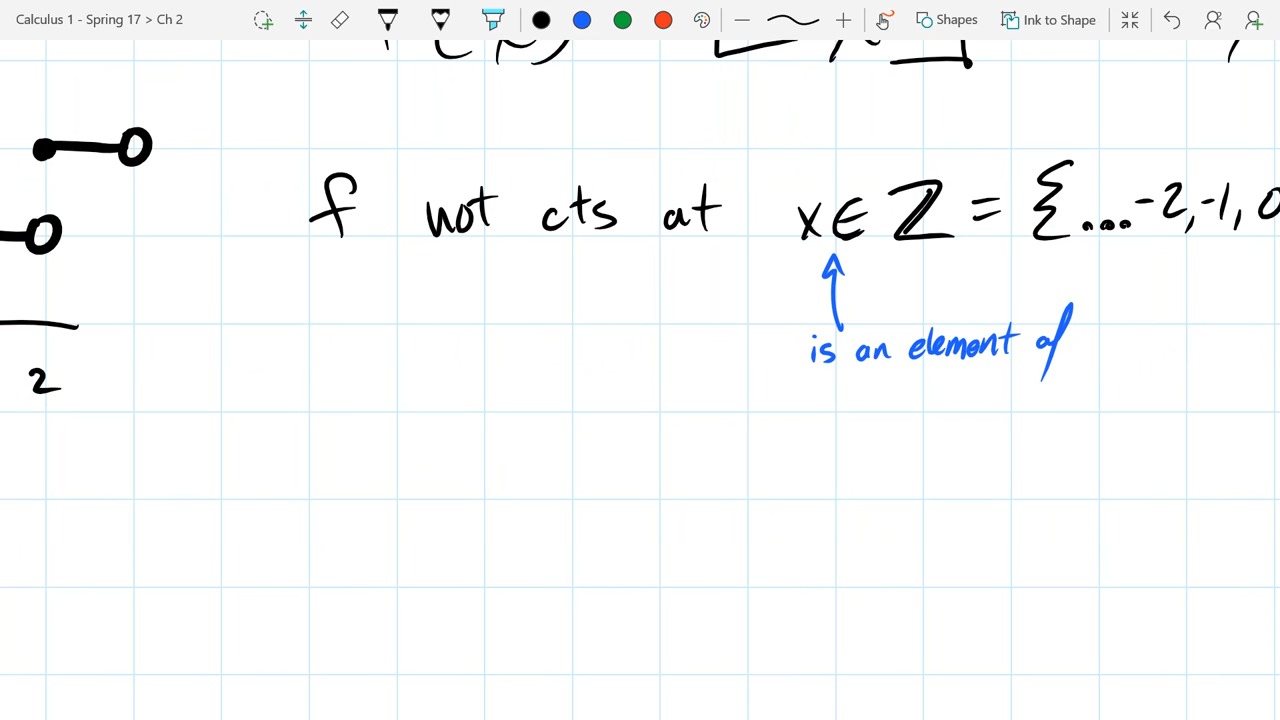 Calculus 1 - Spring 17 > Ch 2
Shapes
Ink to Shape
f not cts at x∈ ℤ = {....-2,-1, 0
is an element of
2